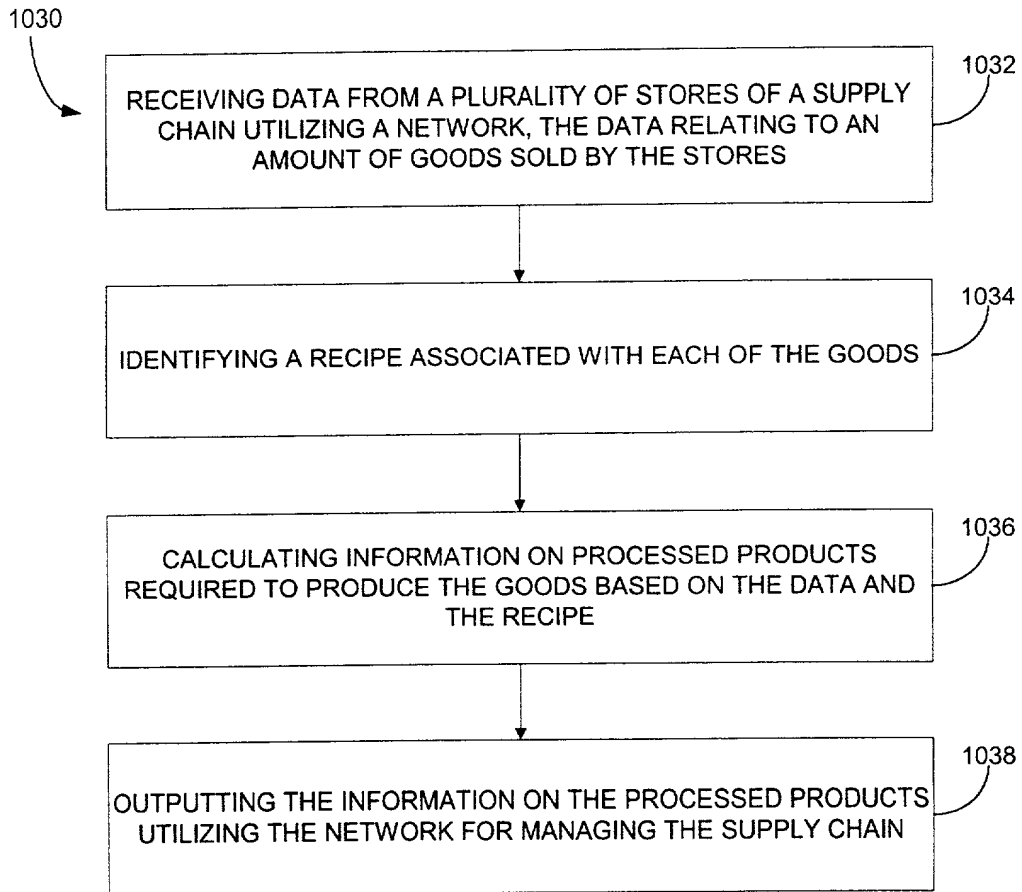 1030
1032
RECEIVING DATA FROM A PLURALITY OF STORES OF A SUPPLY
CHAIN UTILIZING A NETWORK, THE DATA RELATING TO AN
AMOUNT OF GOODS SOLD BY THE STORES
1034
IDENTIFYING A RECIPE ASSOCIATED WITH EACH OF THE GOODS
1036
CALCULATING INFORMATION ON PROCESSED PRODUCTS
REQUIRED TO PRODUCE THE GOODS BASED ON THE DATA AND
THE RECIPE
1038
OUTPUTTING THE INFORMATION ON THE PROCESSED PRODUCTS
UTILIZING THE NETWORK FOR MANAGING THE SUPPLY CHAIN